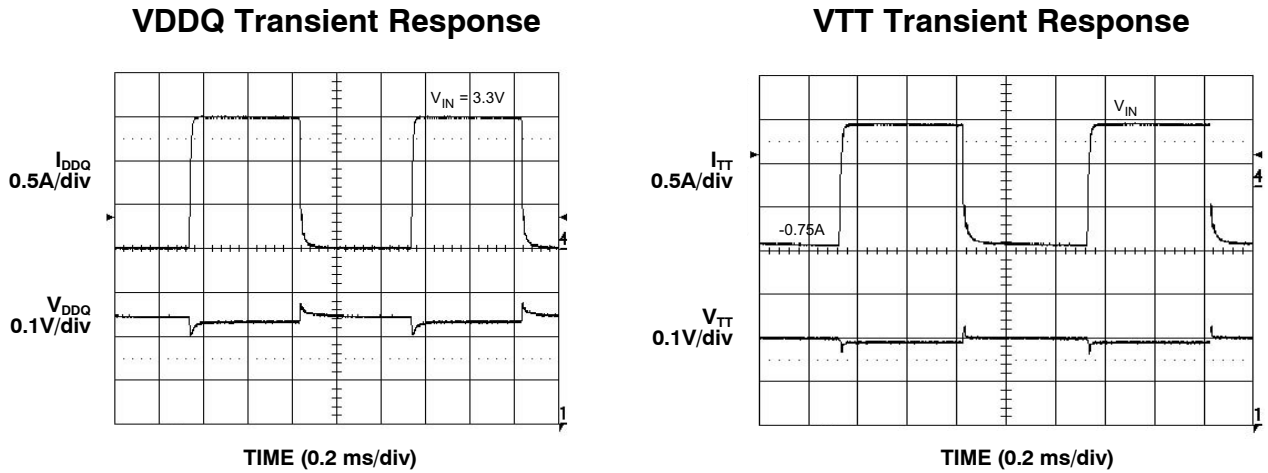 VDDQ Transient Response
V_IN = 3.3V
I_DDQ
0.5A/div
4
V_DDQ
0.1V/div
1
TIME (0.2 ms/div)
VTT Transient Response
V_IN
I_TT
0.5A/div
4
-0.75A
V_TT
0.1V/div
1
TIME (0.2 ms/div)